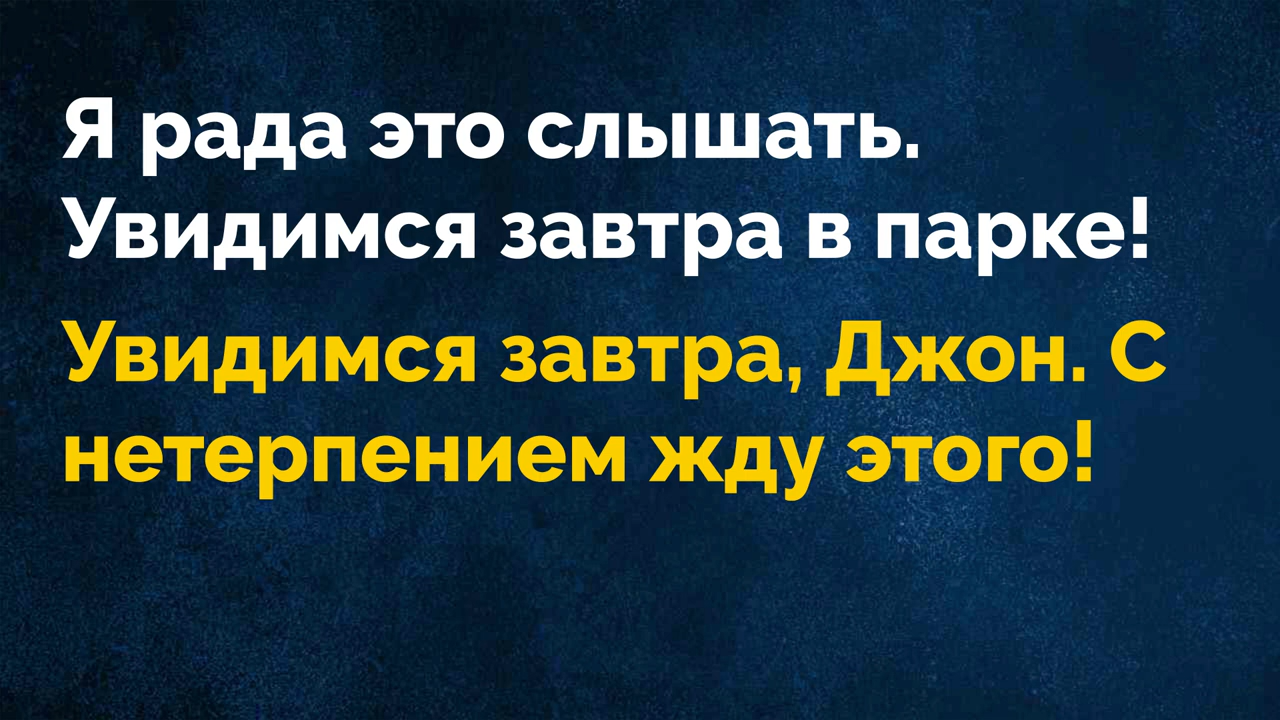 Я рада это слышать.
Увидимся завтра в парке!
Увидимся завтра, Джон. С
нетерпением жду этого!